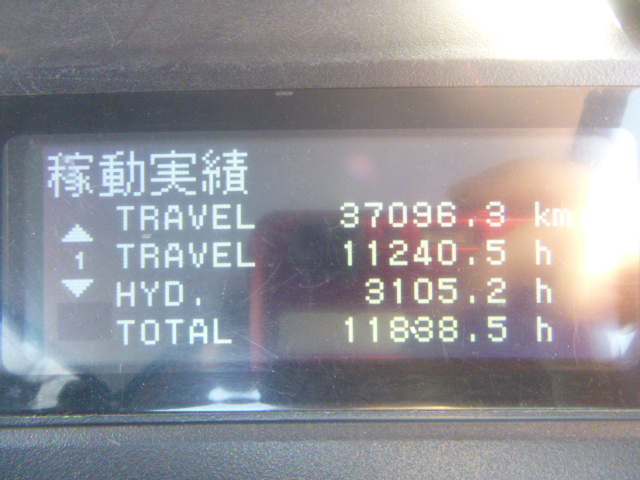 稼動実績
TRAVEL 37096.3 km
TRAVEL 11240.5 h
1
HYD. 3105.2 h
TOTAL 11838.5 h